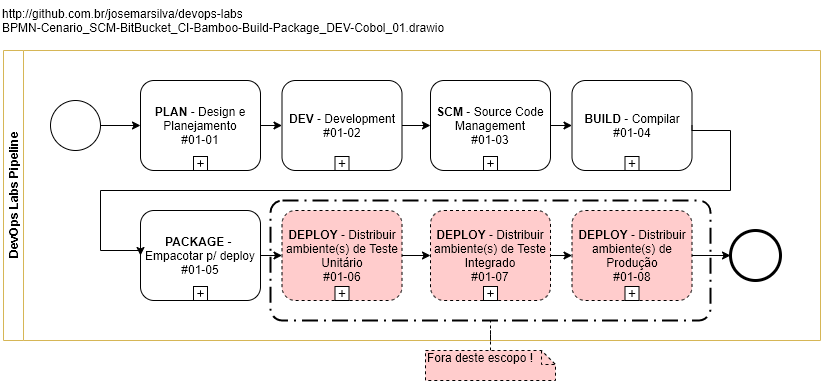 http://github.com.br/josemarsilva/devops-labs
BPMN-Cenario_SCM-BitBucket_CI-Bamboo-Build-Package_DEV-Cobol_01.drawio
DevOps Labs Pipeline
PLAN - Design e
Planejamento
#01-01
DEV - Development
#01-02
SCM - Source Code
Management
#01-03
BUILD - Compilar
#01-04
PACKAGE -
Empacotar p/ deploy
#01-05
DEPLOY - Distribuir
ambiente(s) de Teste
Unitário
#01-06
DEPLOY - Distribuir
ambiente(s) de Teste
Integrado
#01-07
DEPLOY - Distribuir
ambiente(s) de
Produção
#01-08
Fora deste escopo !